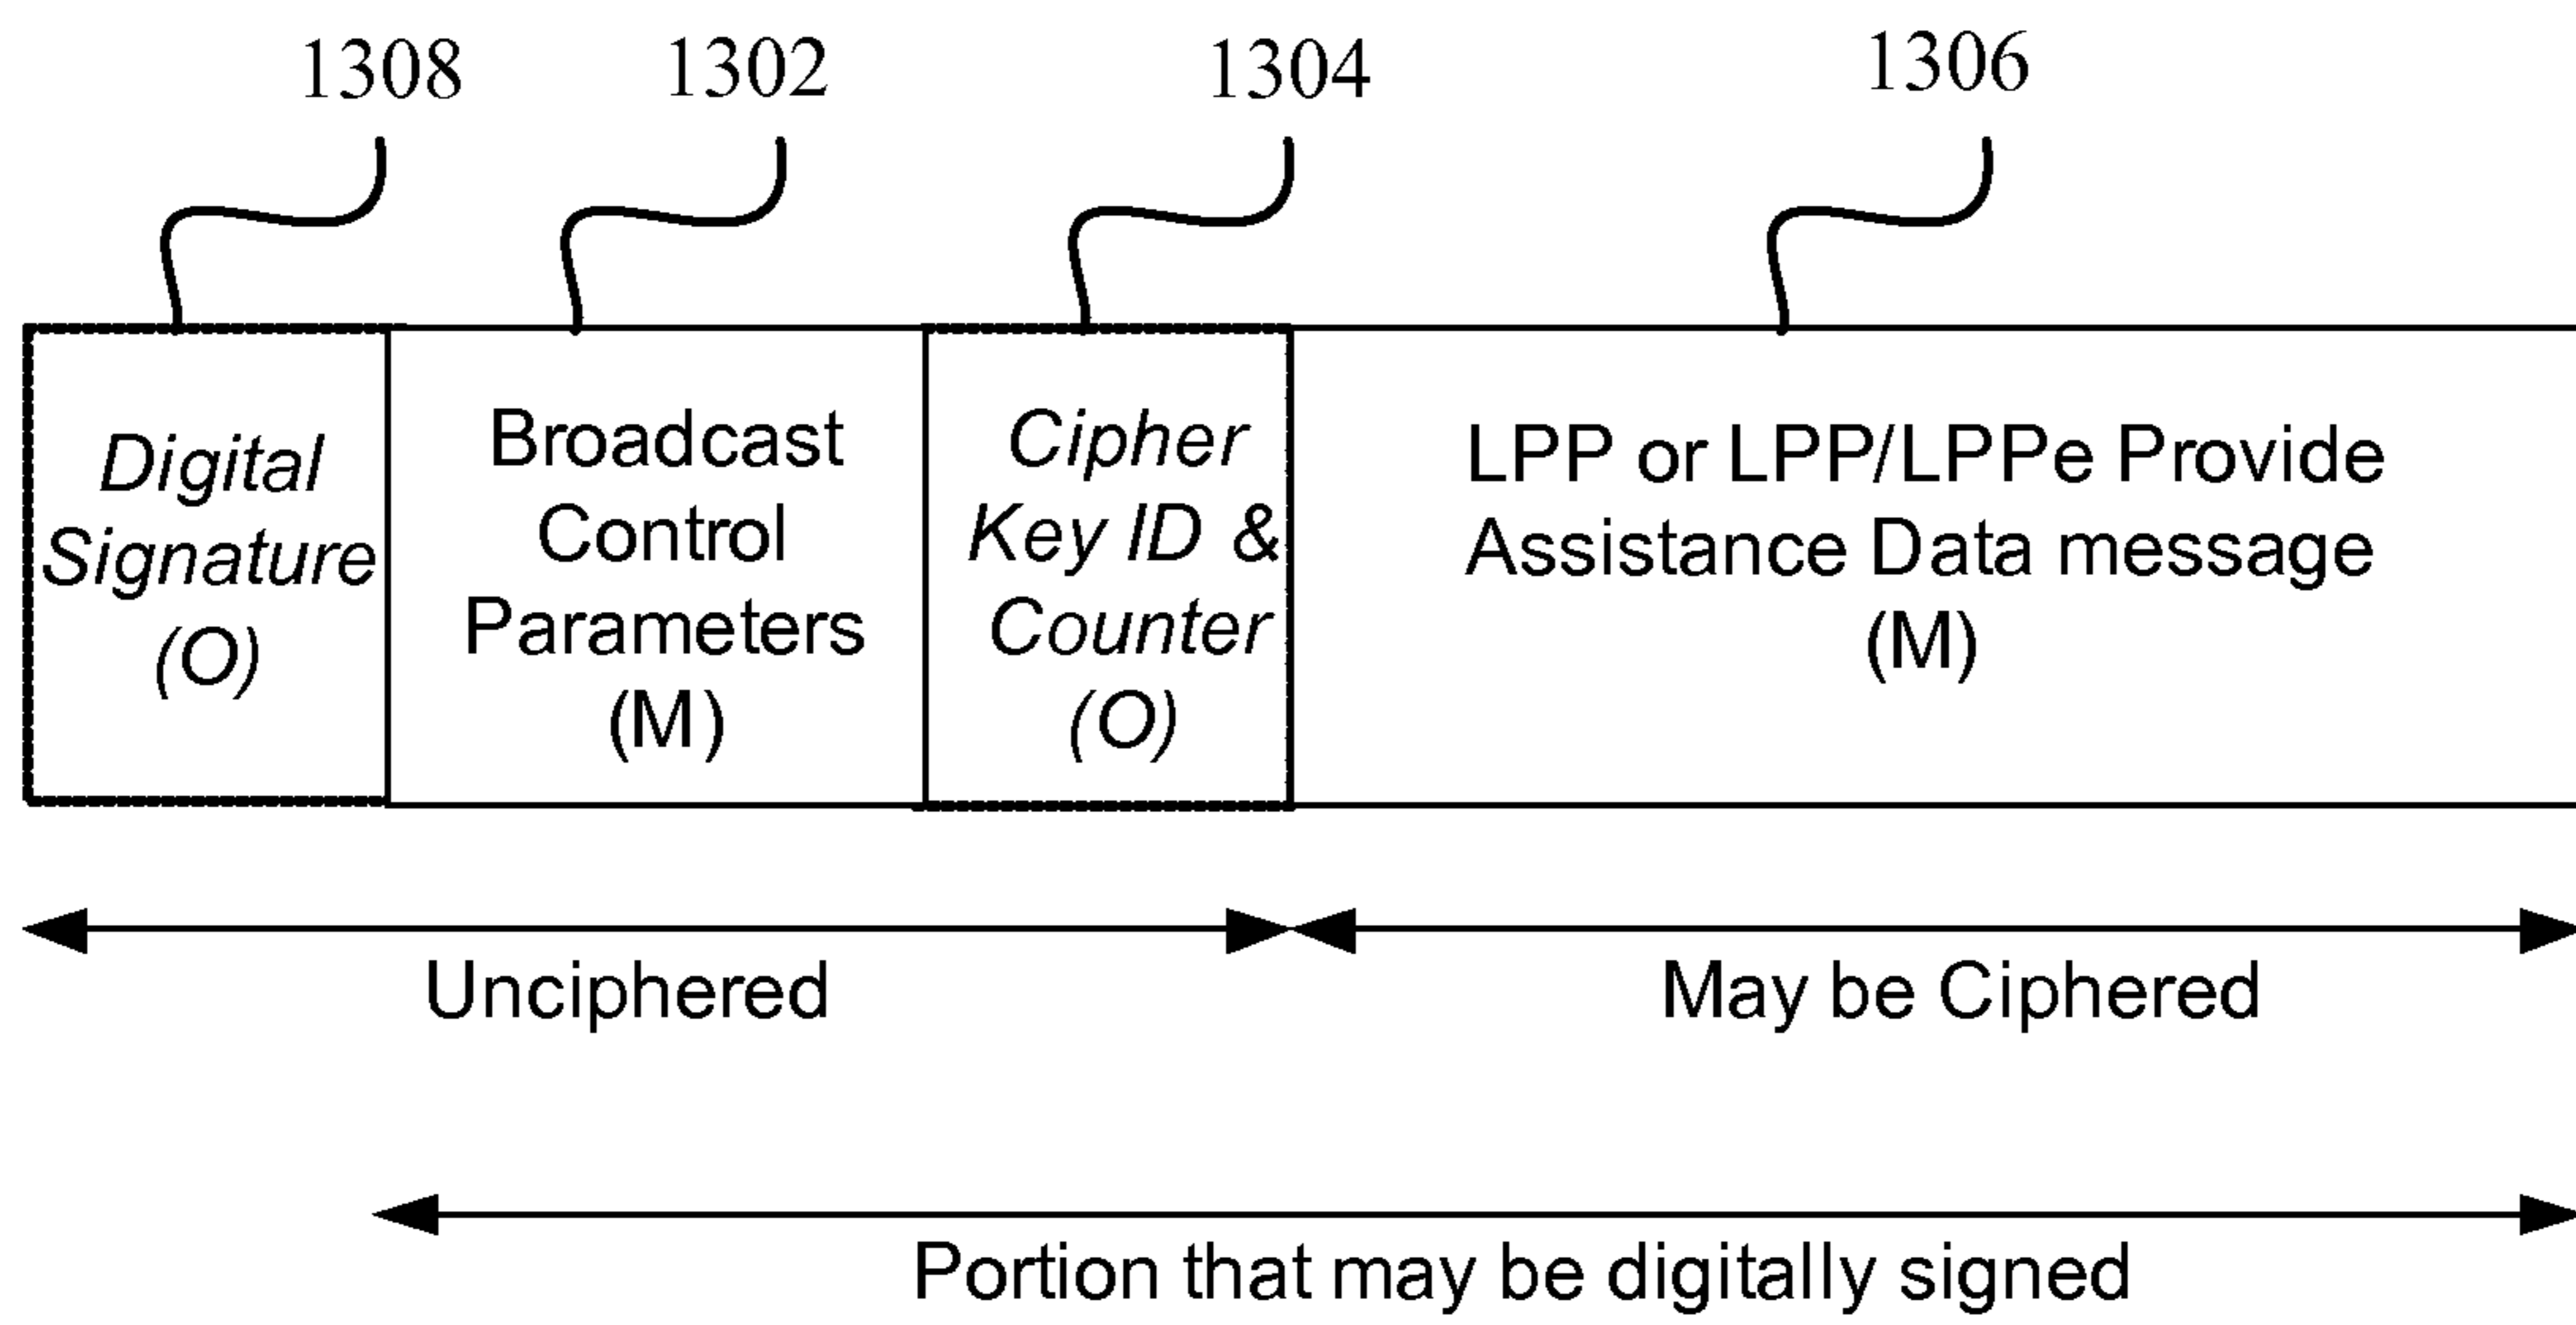 1308
1302
1304
1306
Digital
Signature
(O)
Broadcast
Control
Parameters
(M)
Cipher
Key ID &
Counter
(O)
LPP or LPP/LPPe Provide
Assistance Data message
(M)
Unciphered
May be Ciphered
Portion that may be digitally signed